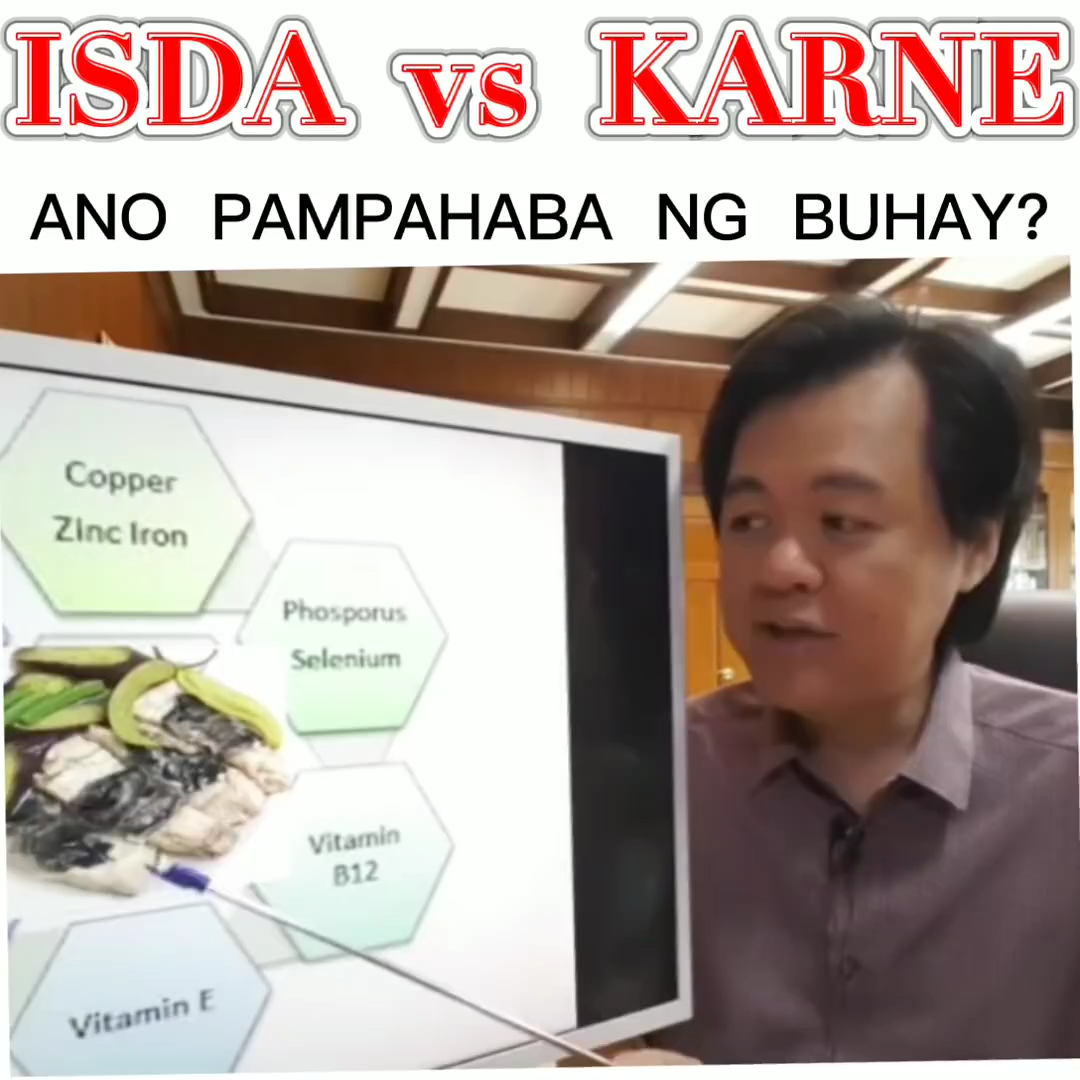 ISDA vs KARNE
ANO PAMPAHABA NG BUHAY?
Copper
Zinc Iron
Phosporus
Selenium
Vitamin
B12
Vitamin E